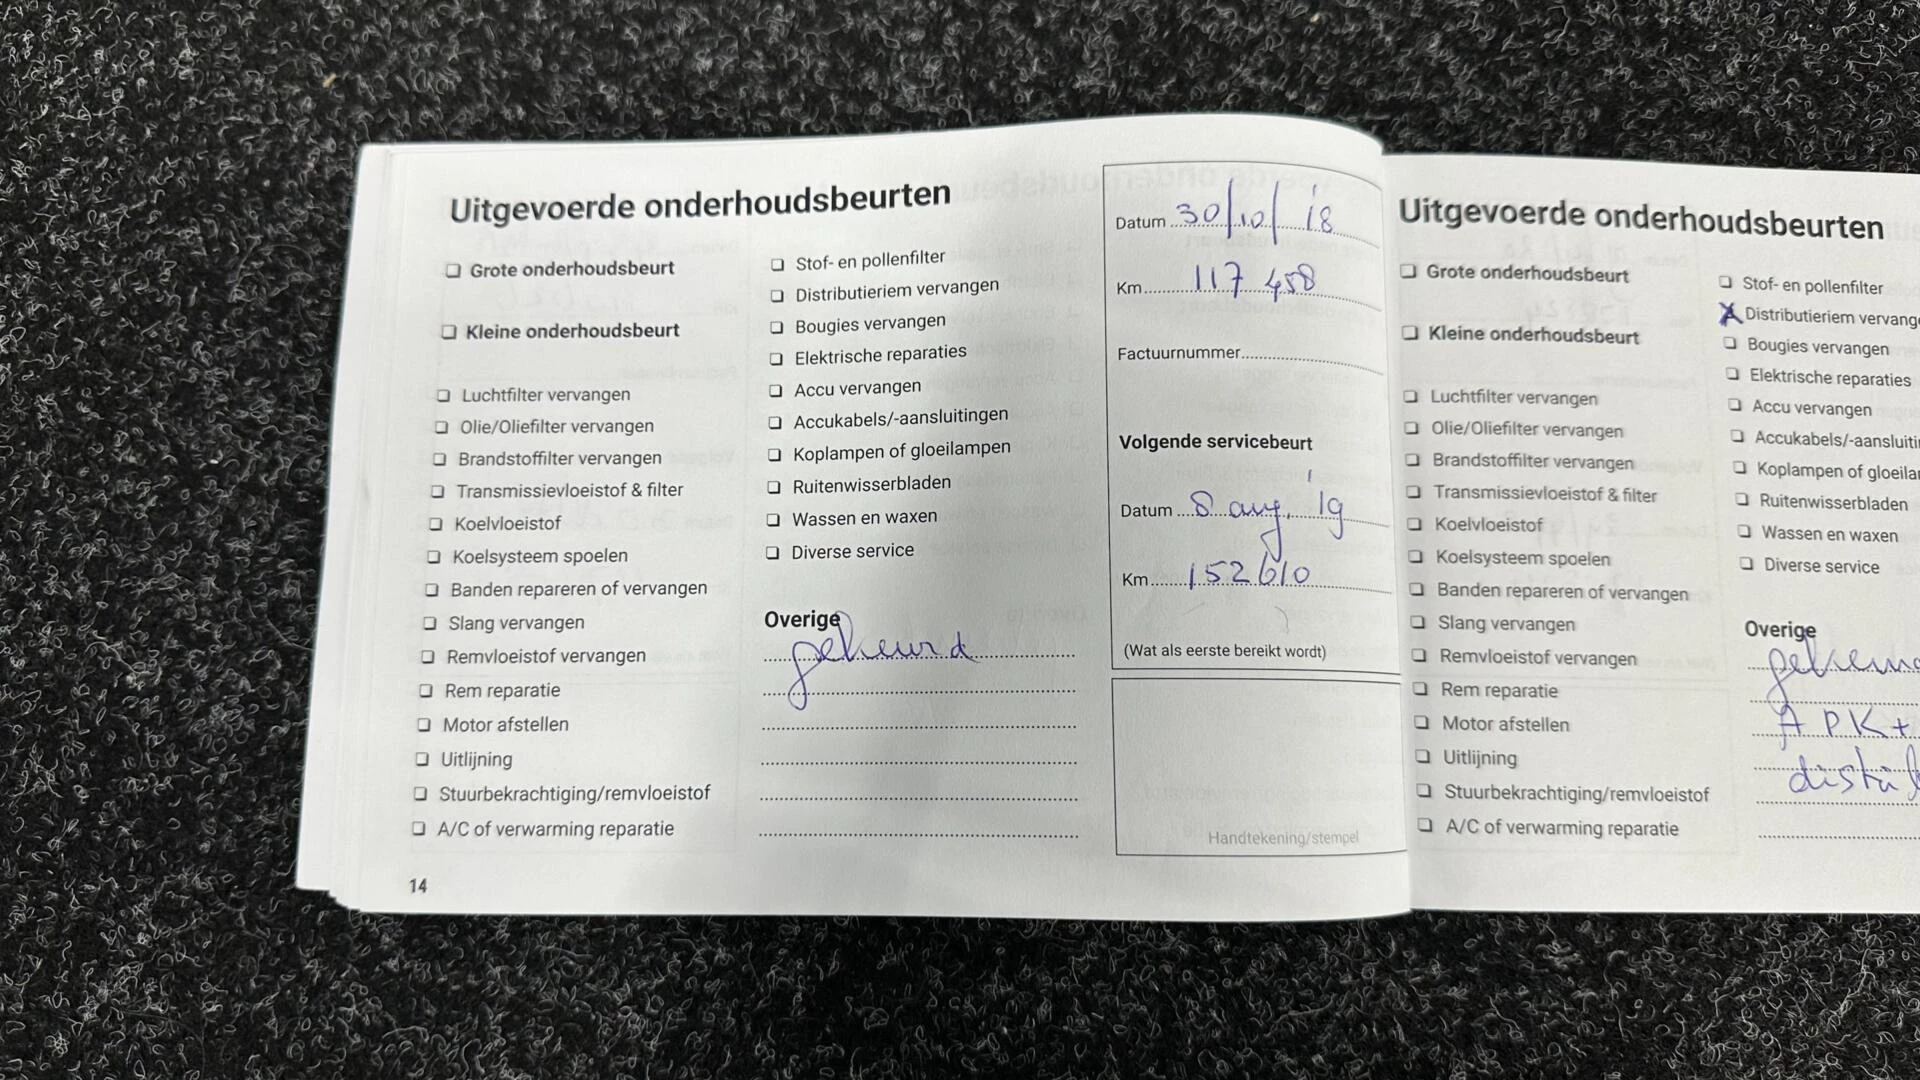 Uitgevoerde onderhoudsbeurten
❏ Grote onderhoudsbeurt
❏ Kleine onderhoudsbeurt
❏ Luchtfilter vervangen
❏ Olie/Oliefilter vervangen
❏ Brandstoffilter vervangen
❏ Transmissievloeistof & filter
❏ Koelvloeistof
❏ Koelsysteem spoelen
❏ Banden repareren of vervangen
❏ Slang vervangen
❏ Remvloeistof vervangen
❏ Rem reparatie
❏ Motor afstellen
❏ Uitlijning
❏ Stuurbekrachtiging/remvloeistof
❏ A/C of verwarming reparatie
14
❏ Stof- en pollenfilter
❏ Distributieriem vervangen
❏ Bougies vervangen
❏ Elektrische reparaties
❏ Accu vervangen
❏ Accukabels/-aansluitingen
❏ Koplampen of gloeilampen
❏ Ruitenwisserbladen
❏ Wassen en waxen
❏ Diverse service
Overige
gekeurd
Datum 30/10/'18
Km 117 458
Factuurnummer
Volgende servicebeurt
Datum 8 aug. '19
Km 152610
(Wat als eerste bereikt wordt)
Handtekening/stempel
Uitgevoerde onderhoudsbeurten
❏ Grote onderhoudsbeurt
❏ Kleine onderhoudsbeurt
❏ Luchtfilter vervangen
❏ Olie/Oliefilter vervangen
❏ Brandstoffilter vervangen
❏ Transmissievloeistof & filter
❏ Koelvloeistof
❏ Koelsysteem spoelen
❏ Banden repareren of vervangen
❏ Slang vervangen
❏ Remvloeistof vervangen
❏ Rem reparatie
❏ Motor afstellen
❏ Uitlijning
❏ Stuurbekrachtiging/remvloeistof
❏ A/C of verwarming reparatie
❏ Stof- en pollenfilter
X Distributieriem vervange
❏ Bougies vervangen
❏ Elektrische reparaties
❏ Accu vervangen
❏ Accukabels/-aansluiti
❏ Koplampen of gloeila
❏ Ruitenwisserbladen
❏ Wassen en waxen
❏ Diverse service
Overige
APK +